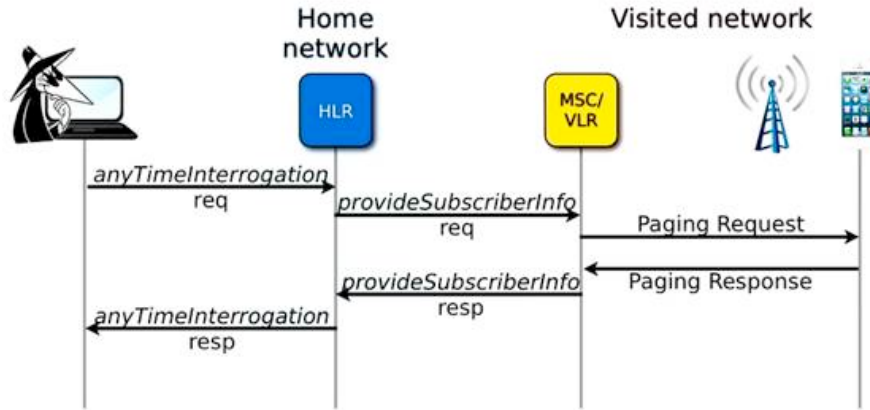 Home
network
Visited network
HLR
MSC/
VLR
anyTimeInterrogation
req
provideSubscriberInfo
req
Paging Request
Paging Response
provideSubscriberInfo
resp
anyTimeInterrogation
resp